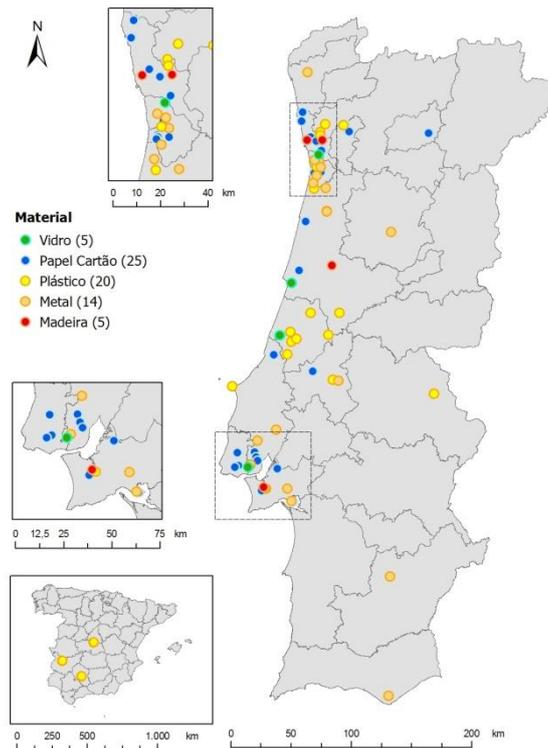 N
0 20 40
km
Material
Vidro (5)
Papel Cartão (25)
Plástico (20)
Metal (14)
Madeira (5)
0 12,5 25 50 75 km
0 250 500 1.000 km
0 50 100 200 km